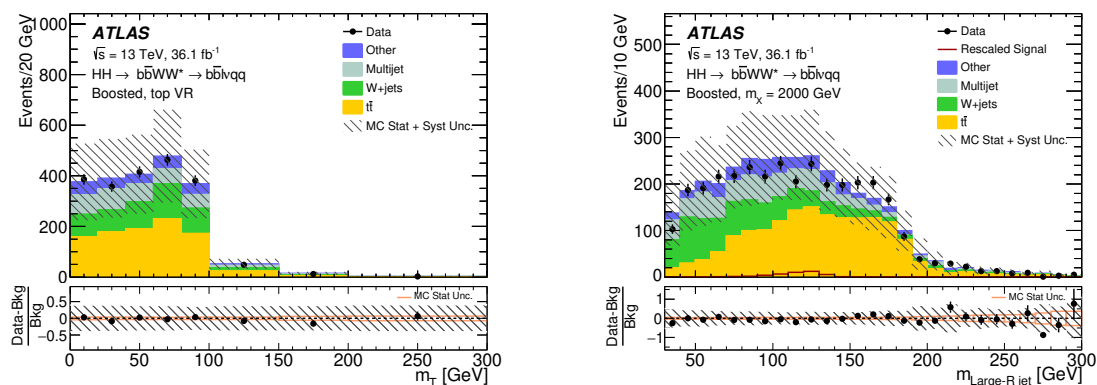 Events/20 GeV
1000
800
600
400
200
0
ATLAS
√s = 13 TeV, 36.1 fb⁻¹
HH → bb̄WW* → bb̄lνqq
Boosted, top VR
Data
Other
Multijet
W+jets
tt̄
MC Stat + Syst Unc.
Data-Bkg
Bkg
0.5
0.0
−0.5
MC Stat Unc.
0 50 100 150 200 250 300
m_T [GeV]
Events/10 GeV
500
400
300
200
100
0
ATLAS
√s = 13 TeV, 36.1 fb⁻¹
HH → bb̄WW* → bb̄lνqq
Boosted, m_X = 2000 GeV
Data
Rescaled Signal
Other
Multijet
W+jets
tt̄
MC Stat + Syst Unc.
Data-Bkg
Bkg
1
0
−1
MC Stat Unc.
50 100 150 200 250 300
m_Large-R jet [GeV]